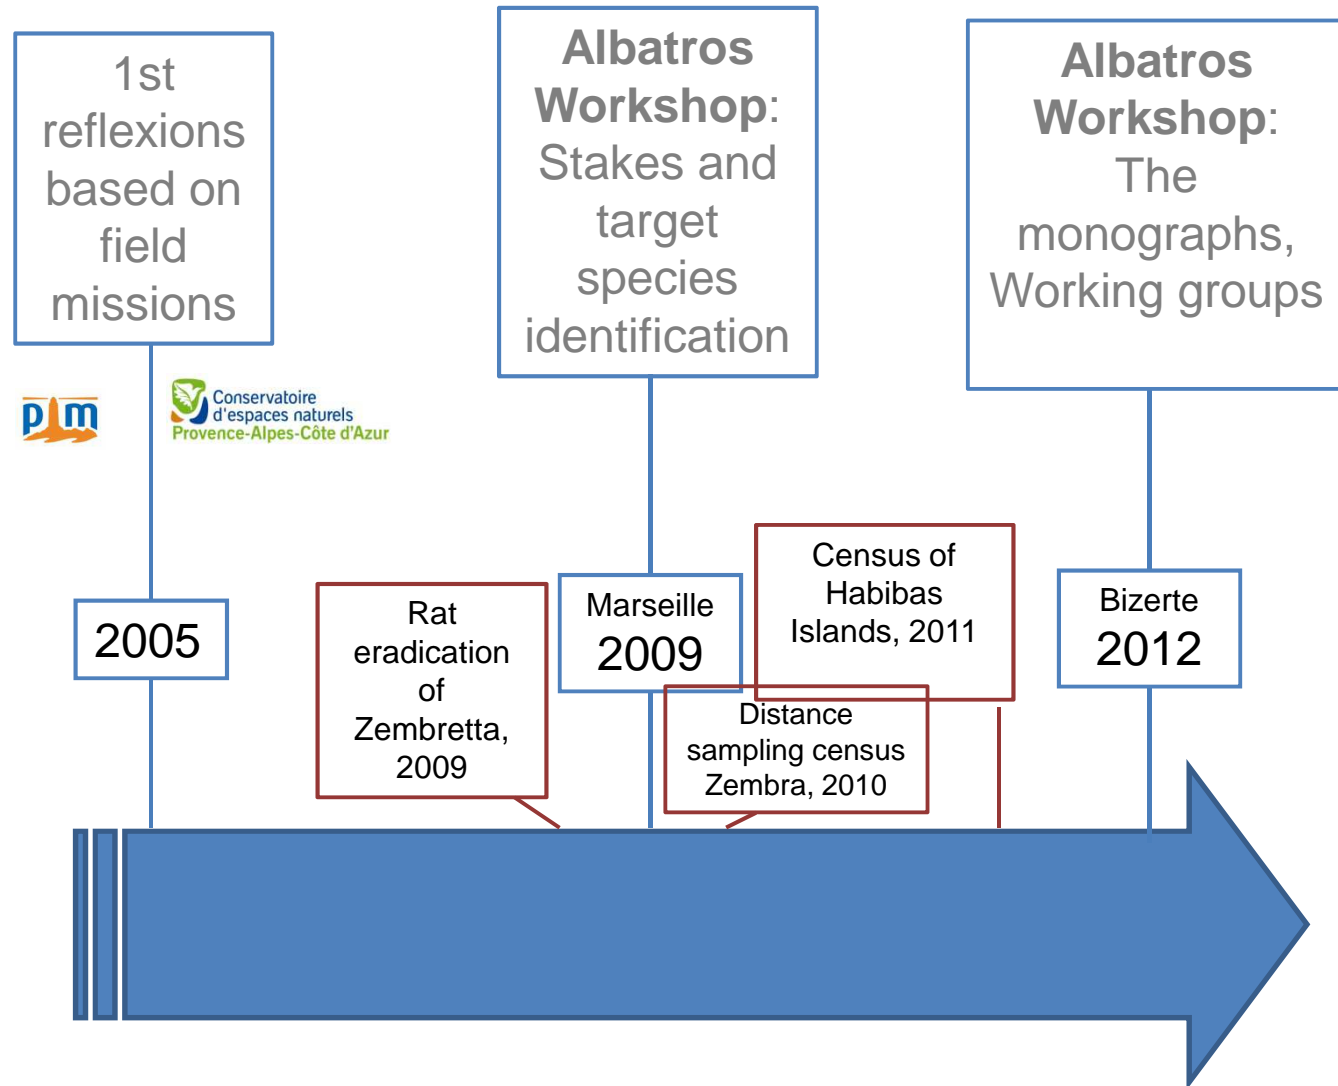 1st
reflexions
based on
field
missions
Albatros
Workshop:
Stakes and
target
species
identification
Albatros
Workshop:
The
monographs,
Working groups
pim
Conservatoire
d'espaces naturels
Provence-Alpes-Côte d'Azur
2005
Rat
eradication
of
Zembretta,
2009
Marseille
2009
Distance
sampling census
Zembra, 2010
Census of
Habibas
Islands, 2011
Bizerte
2012